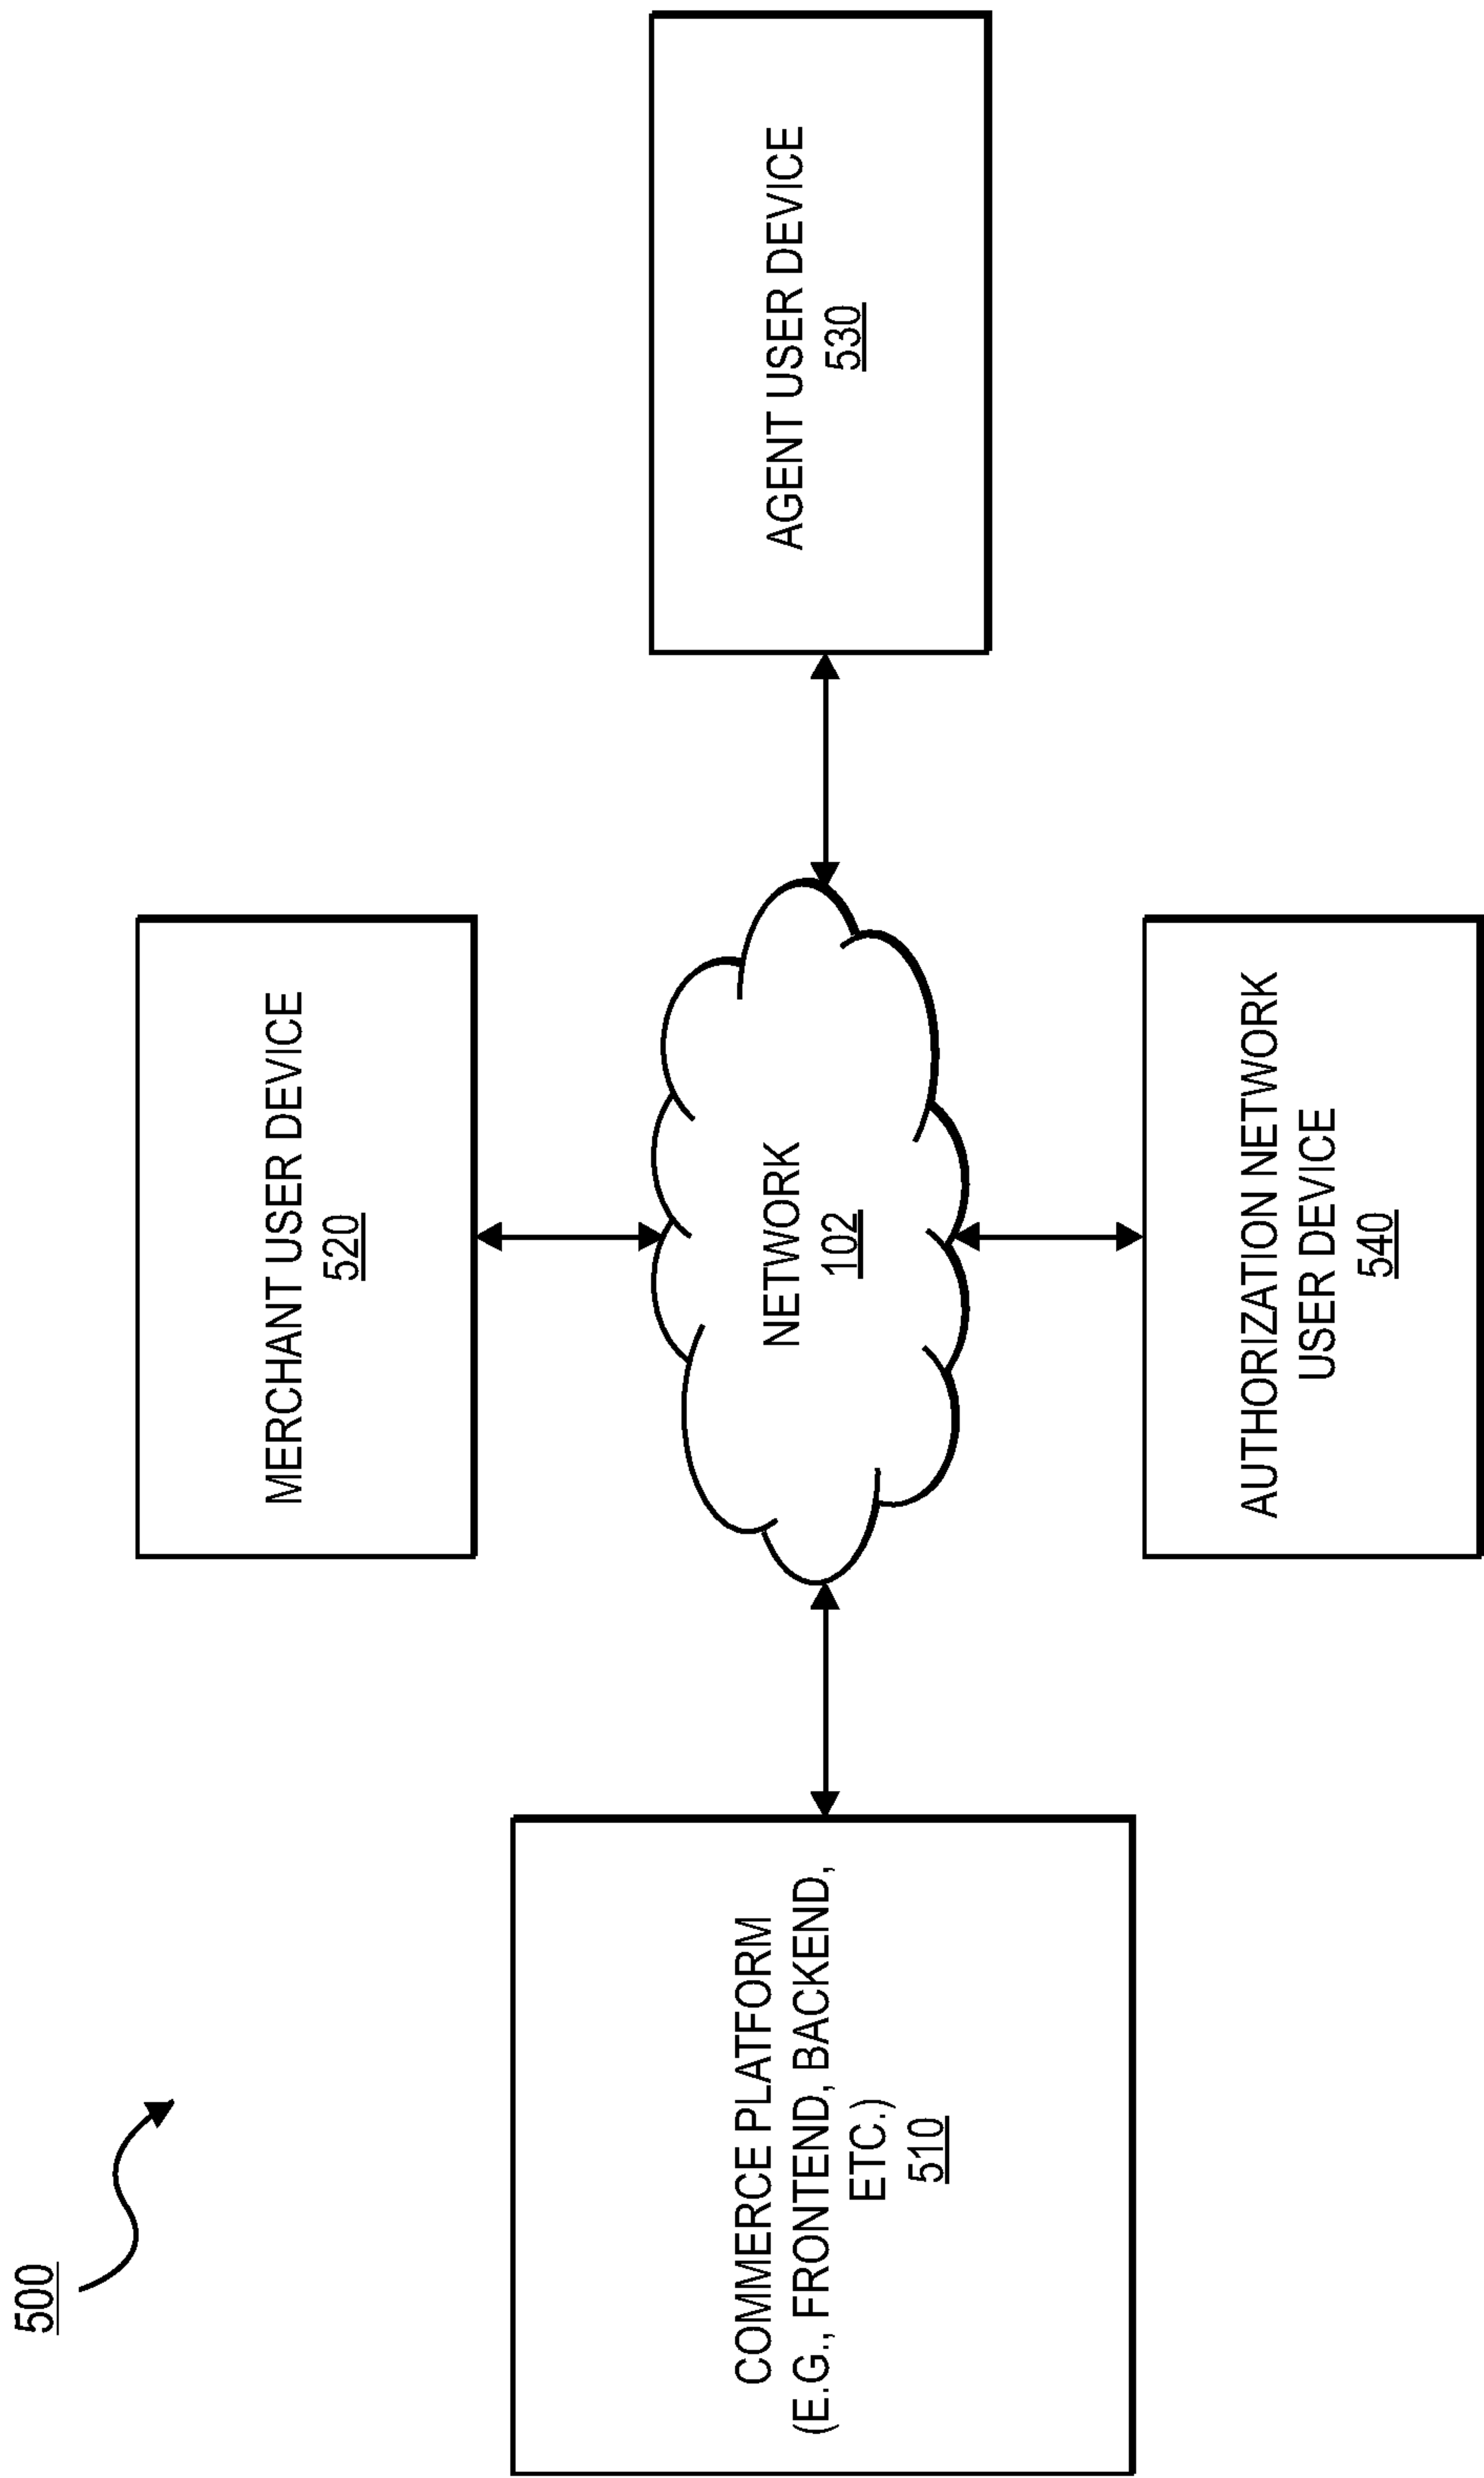 500
MERCHANT USER DEVICE
520
COMMERCE PLATFORM
(E.G., FRONTEND, BACKEND,
ETC.)
510
NETWORK
102
AGENT USER DEVICE
530
AUTHORIZATION NETWORK
USER DEVICE
540